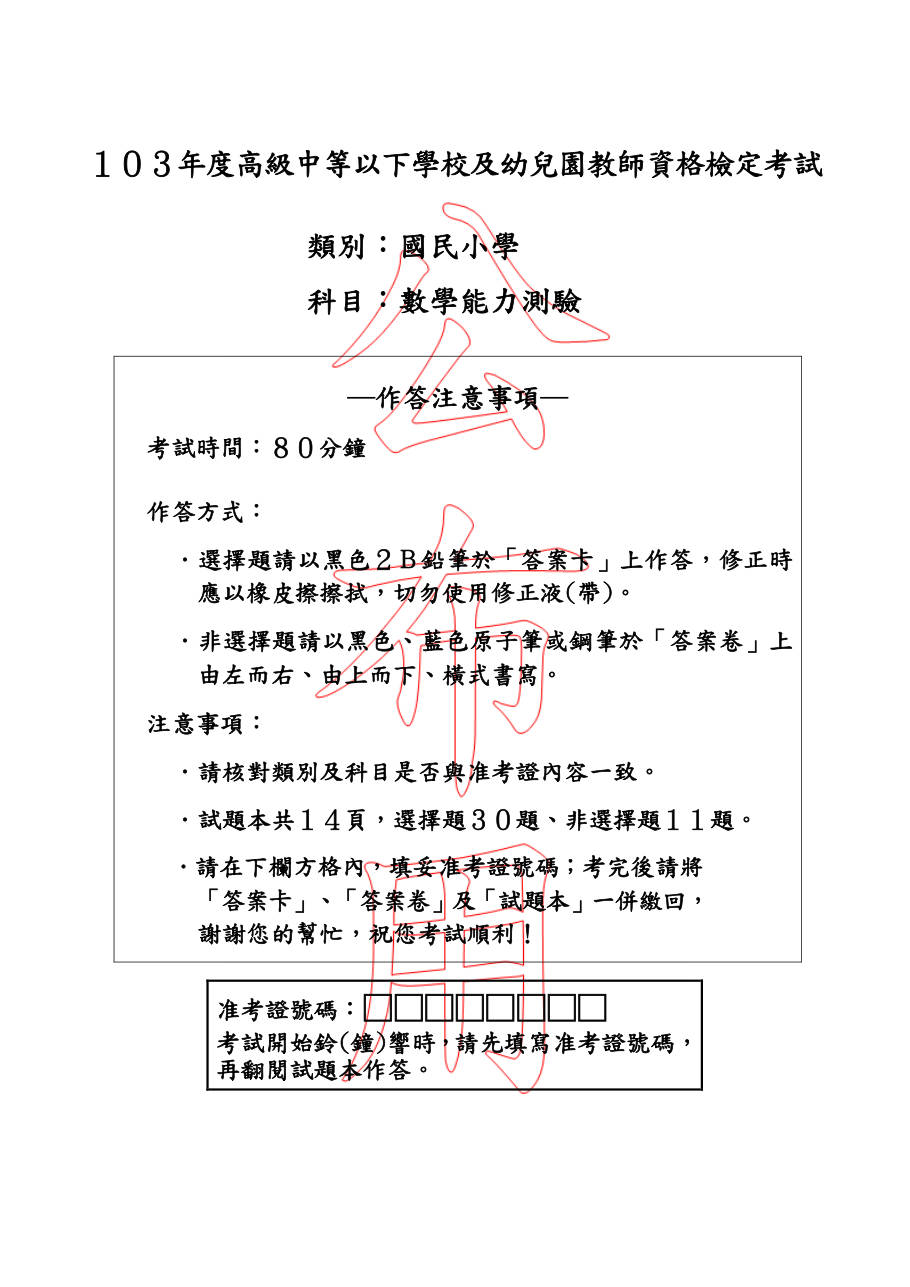 １０３年度高級中等以下學校及幼兒園教師資格檢定考試
類別：國民小學
科目：數學能力測驗
—作答注意事項—
考試時間：８０分鐘
作答方式：
．選擇題請以黑色２Ｂ鉛筆於「答案卡」上作答，修正時
應以橡皮擦擦拭，切勿使用修正液(帶)。
．非選擇題請以黑色、藍色原子筆或鋼筆於「答案卷」上
由左而右、由上而下、橫式書寫。
注意事項：
．請核對類別及科目是否與准考證內容一致。
．試題本共１４頁，選擇題３０題、非選擇題１１題。
．請在下欄方格內，填妥准考證號碼；考完後請將
「答案卡」、「答案卷」及「試題本」一併繳回，
謝謝您的幫忙，祝您考試順利！
准考證號碼：□□□□□□□□
考試開始鈴(鐘)響時，請先填寫准考證號碼，
再翻閱試題本作答。
公布用